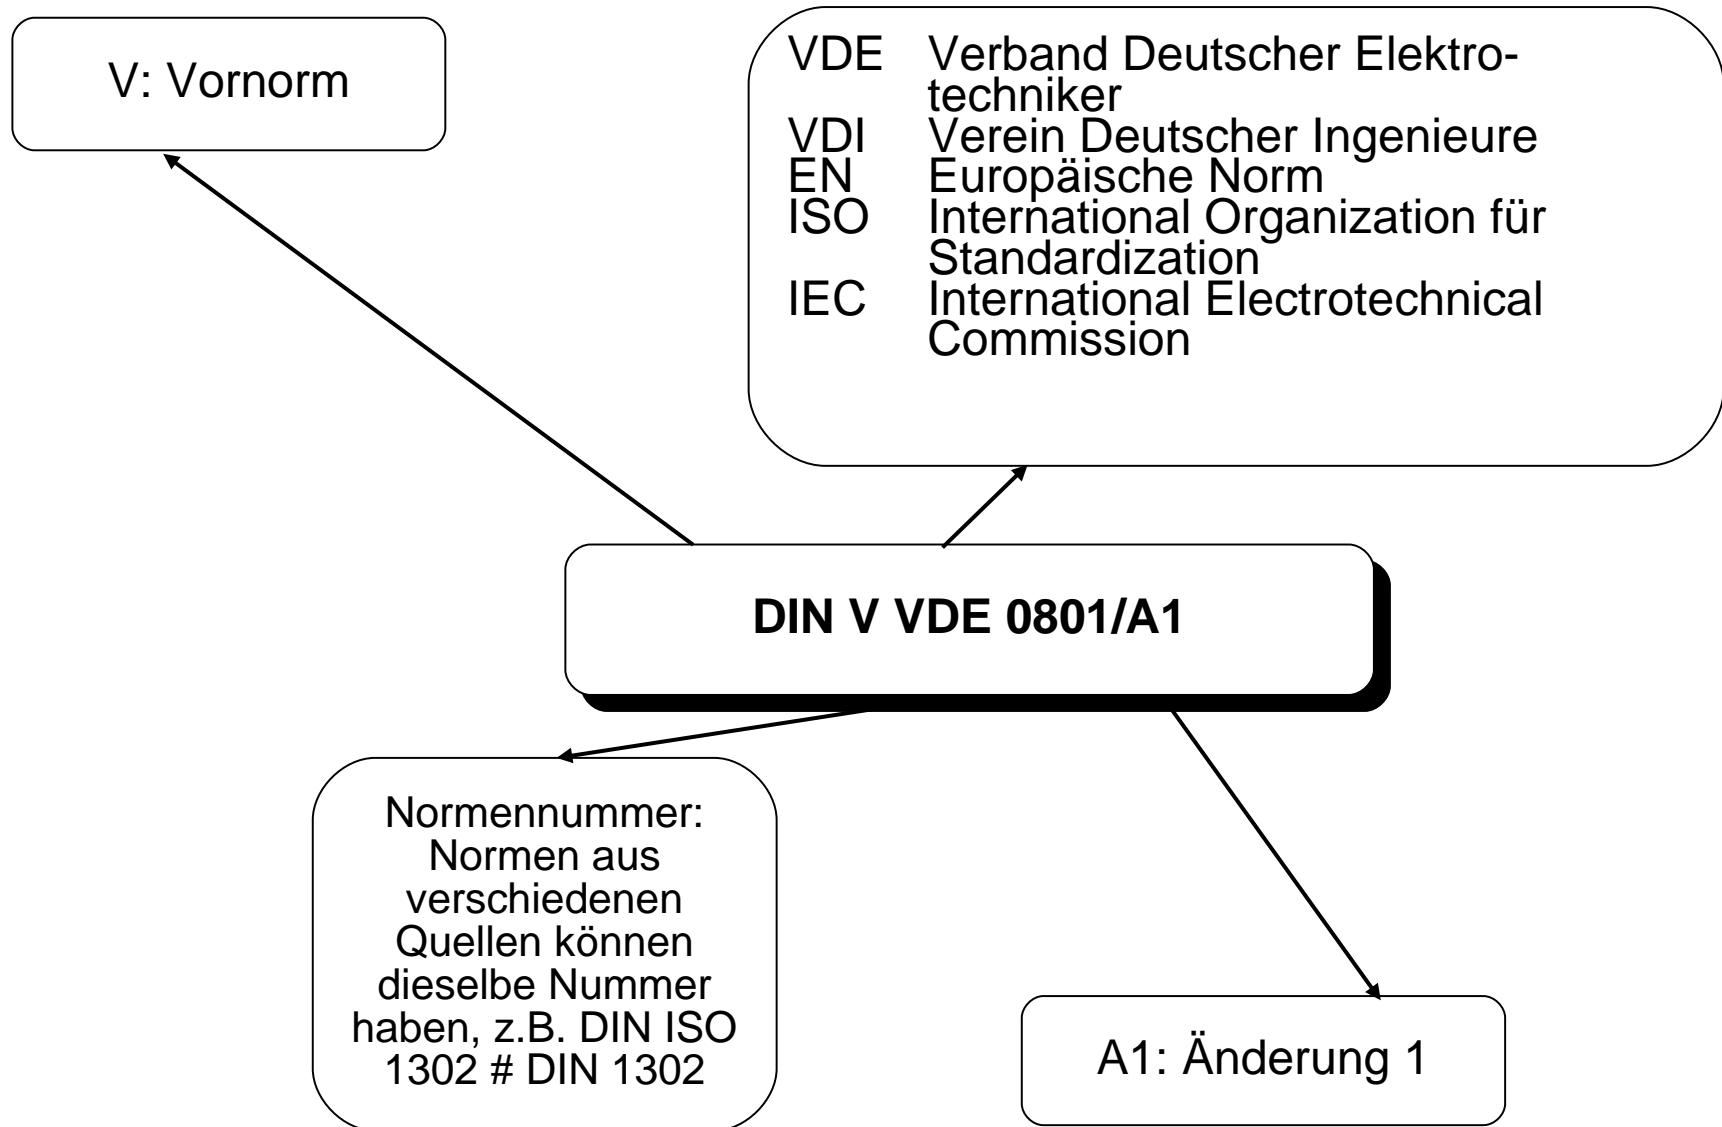 V: Vornorm
VDE Verband Deutscher Elektro-
techniker
VDI Verein Deutscher Ingenieure
EN Europäische Norm
ISO International Organization für
Standardization
IEC International Electrotechnical
Commission
DIN V VDE 0801/A1
Normennummer:
Normen aus
verschiedenen
Quellen können
dieselbe Nummer
haben, z.B. DIN ISO
1302 # DIN 1302
A1: Änderung 1